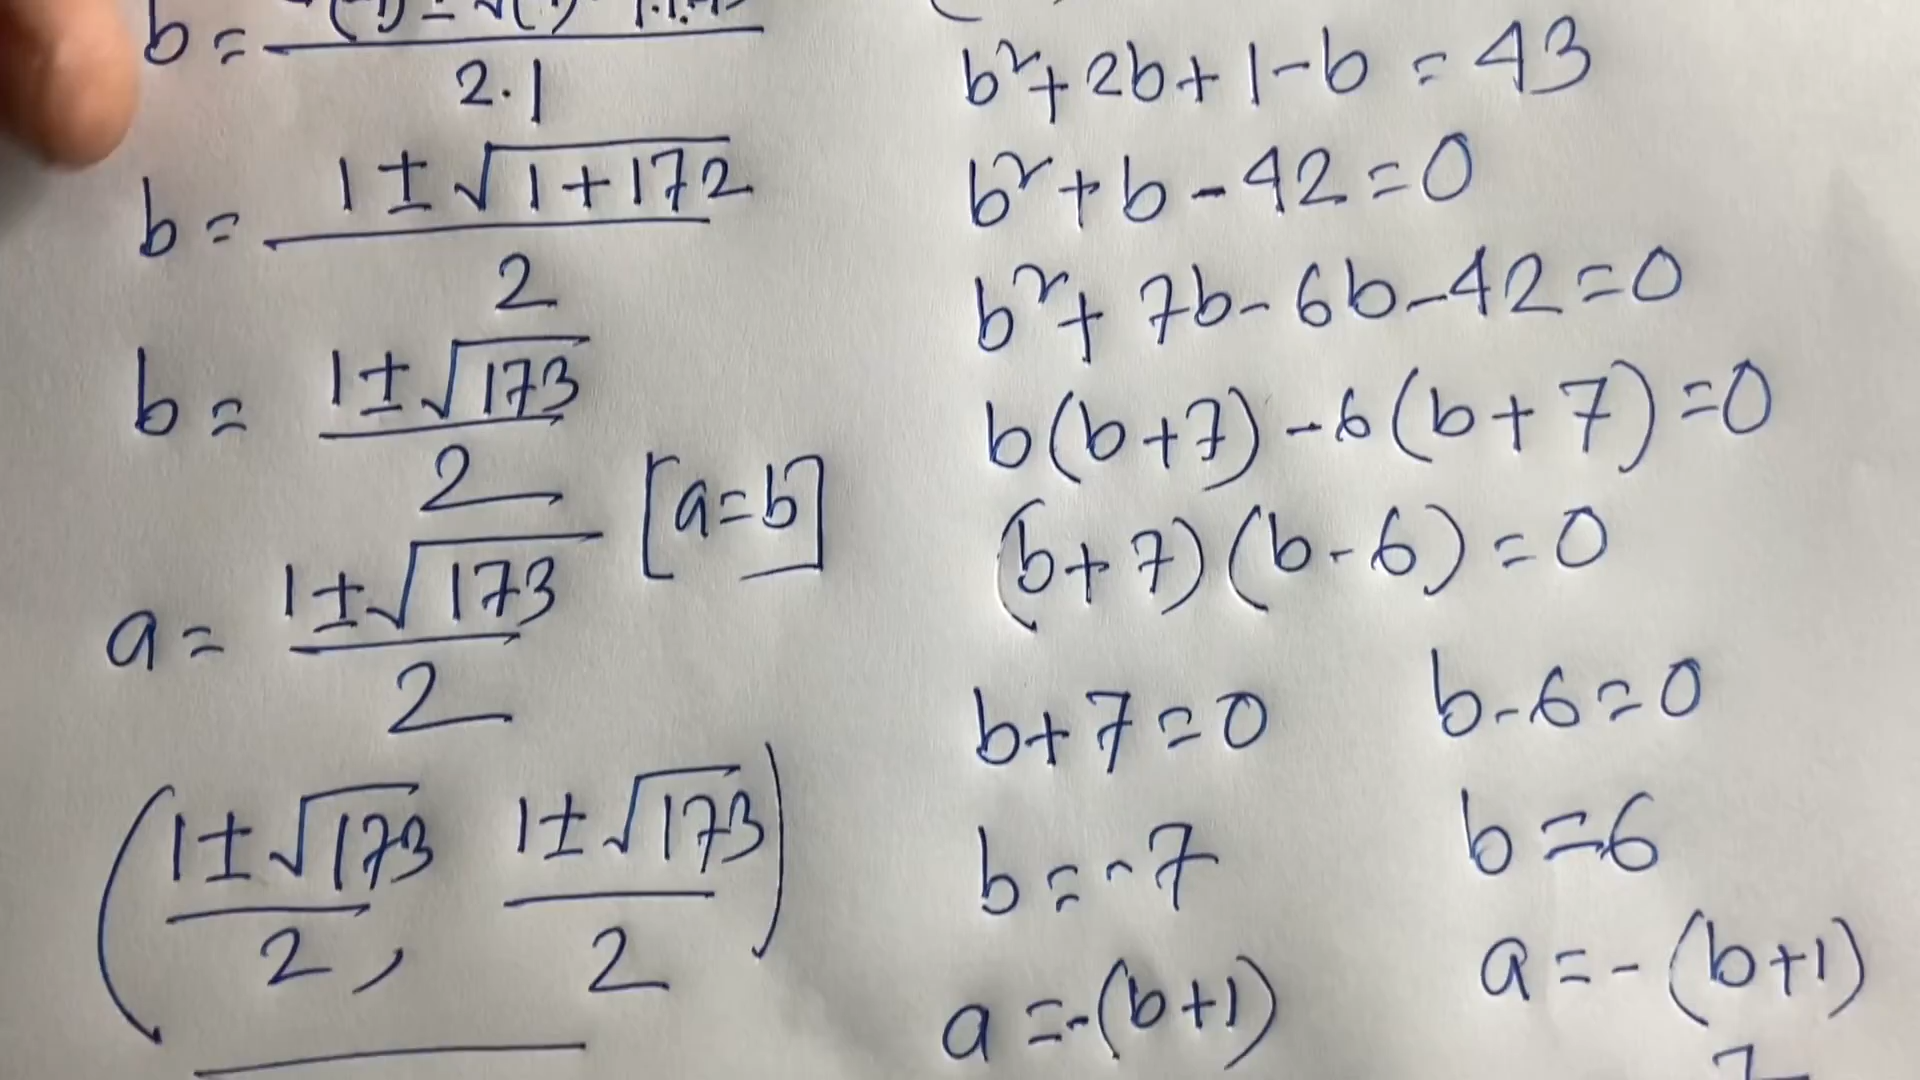 b =
2.1
b = 1 ± √1+172
2
b = 1 ± √173
2
[a=b]
a = 1 ± √173
2
(1 ± √173
2 , 1 ± √173
2)
b² + 2b + 1 - b = 43
b² + b - 42 = 0
b² + 7b - 6b - 42 = 0
b(b+7) - 6(b+7) = 0
(b+7)(b-6) = 0
b+7 = 0
b-6 = 0
b = -7
b = 6
a = -(b+1)
a = -(b+1)